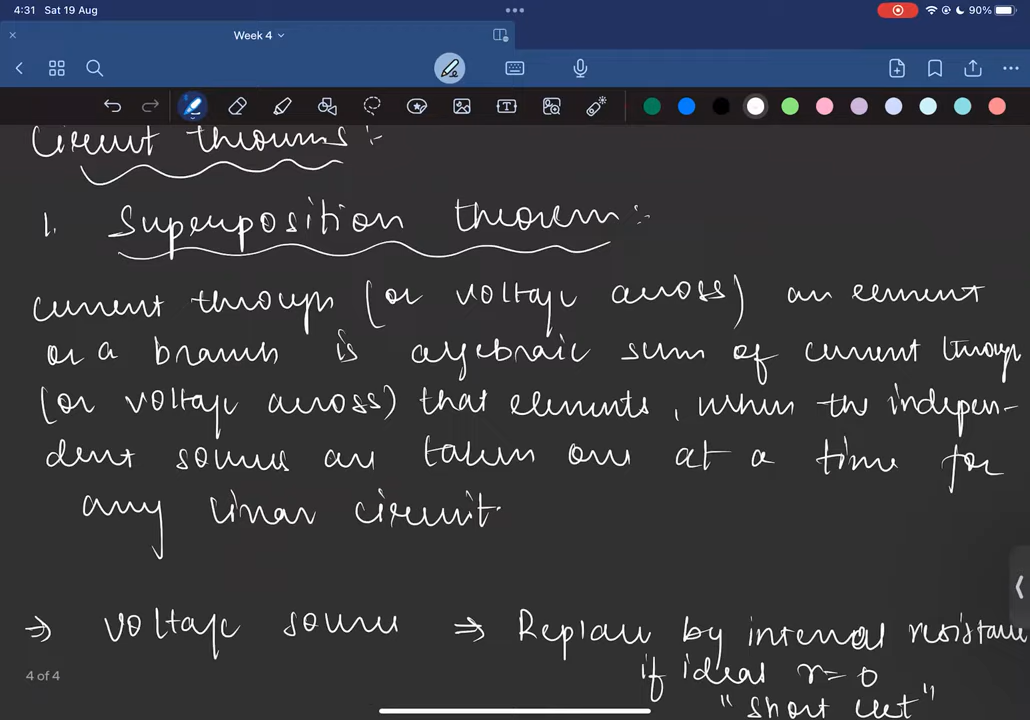 4:31 Sat 19 Aug
90%
Week 4
Circuit theorems :-
1. Superposition theorem :-
current through (or voltage across) an element
or a branch is algebraic sum of current through
(or voltage across) that elements, when the indepen-
dent sources are taken one at a time for
any linear circuit.
⇒ voltage source ⇒ Replace by internal resistance
if ideal r = 0
"short ckt"
4 of 4